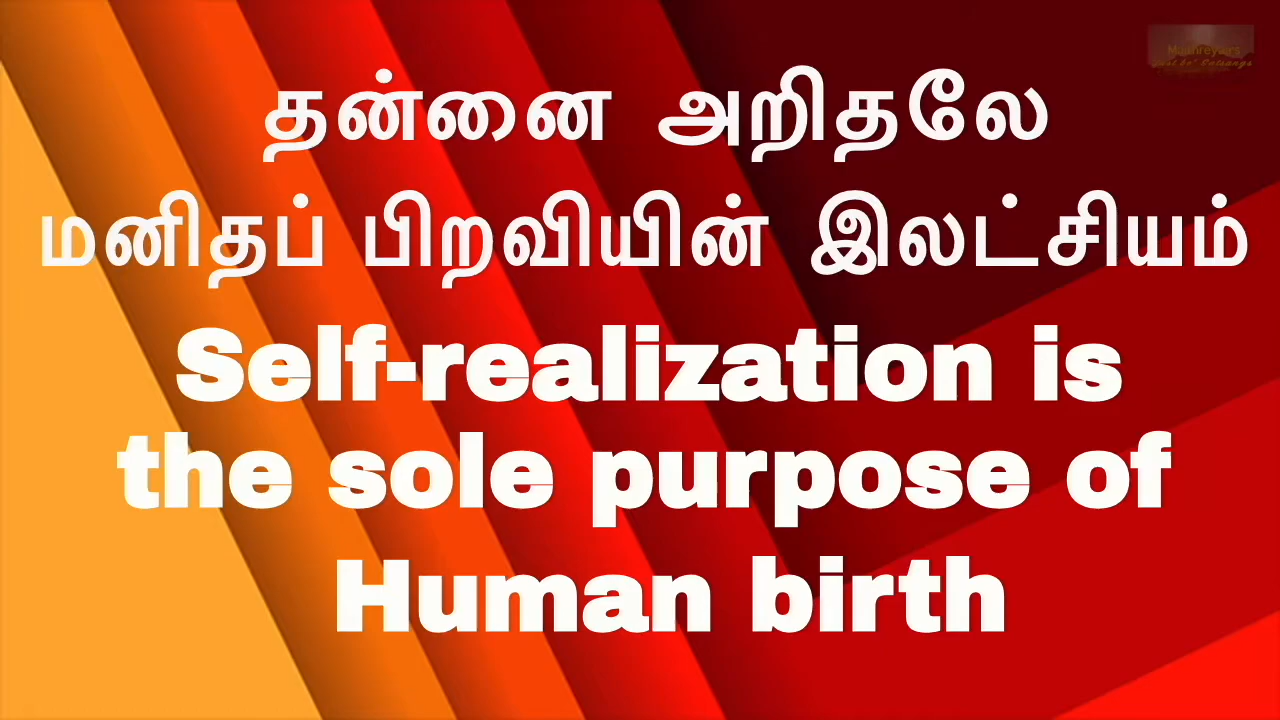 தன்னை அறிதலே
மனிதப் பிறவியின் இலட்சியம்
Self-realization is
the sole purpose of
Human birth